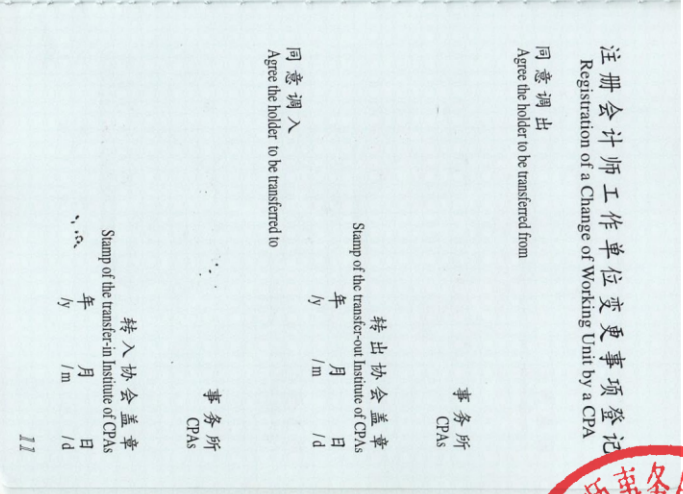 注册会计师工作单位变更事项登记
Registration of a Change of Working Unit by a CPA
同意调出
Agree the holder to be transferred from
事务所
CPAs
转出协会盖章
Stamp of the transfer-out Institute of CPAs
年 月 日
/y /m /d
同意调入
Agree the holder to be transferred to
事务所
CPAs
转入协会盖章
Stamp of the transfer-in Institute of CPAs
年 月 日
/y /m /d
11
师事务所